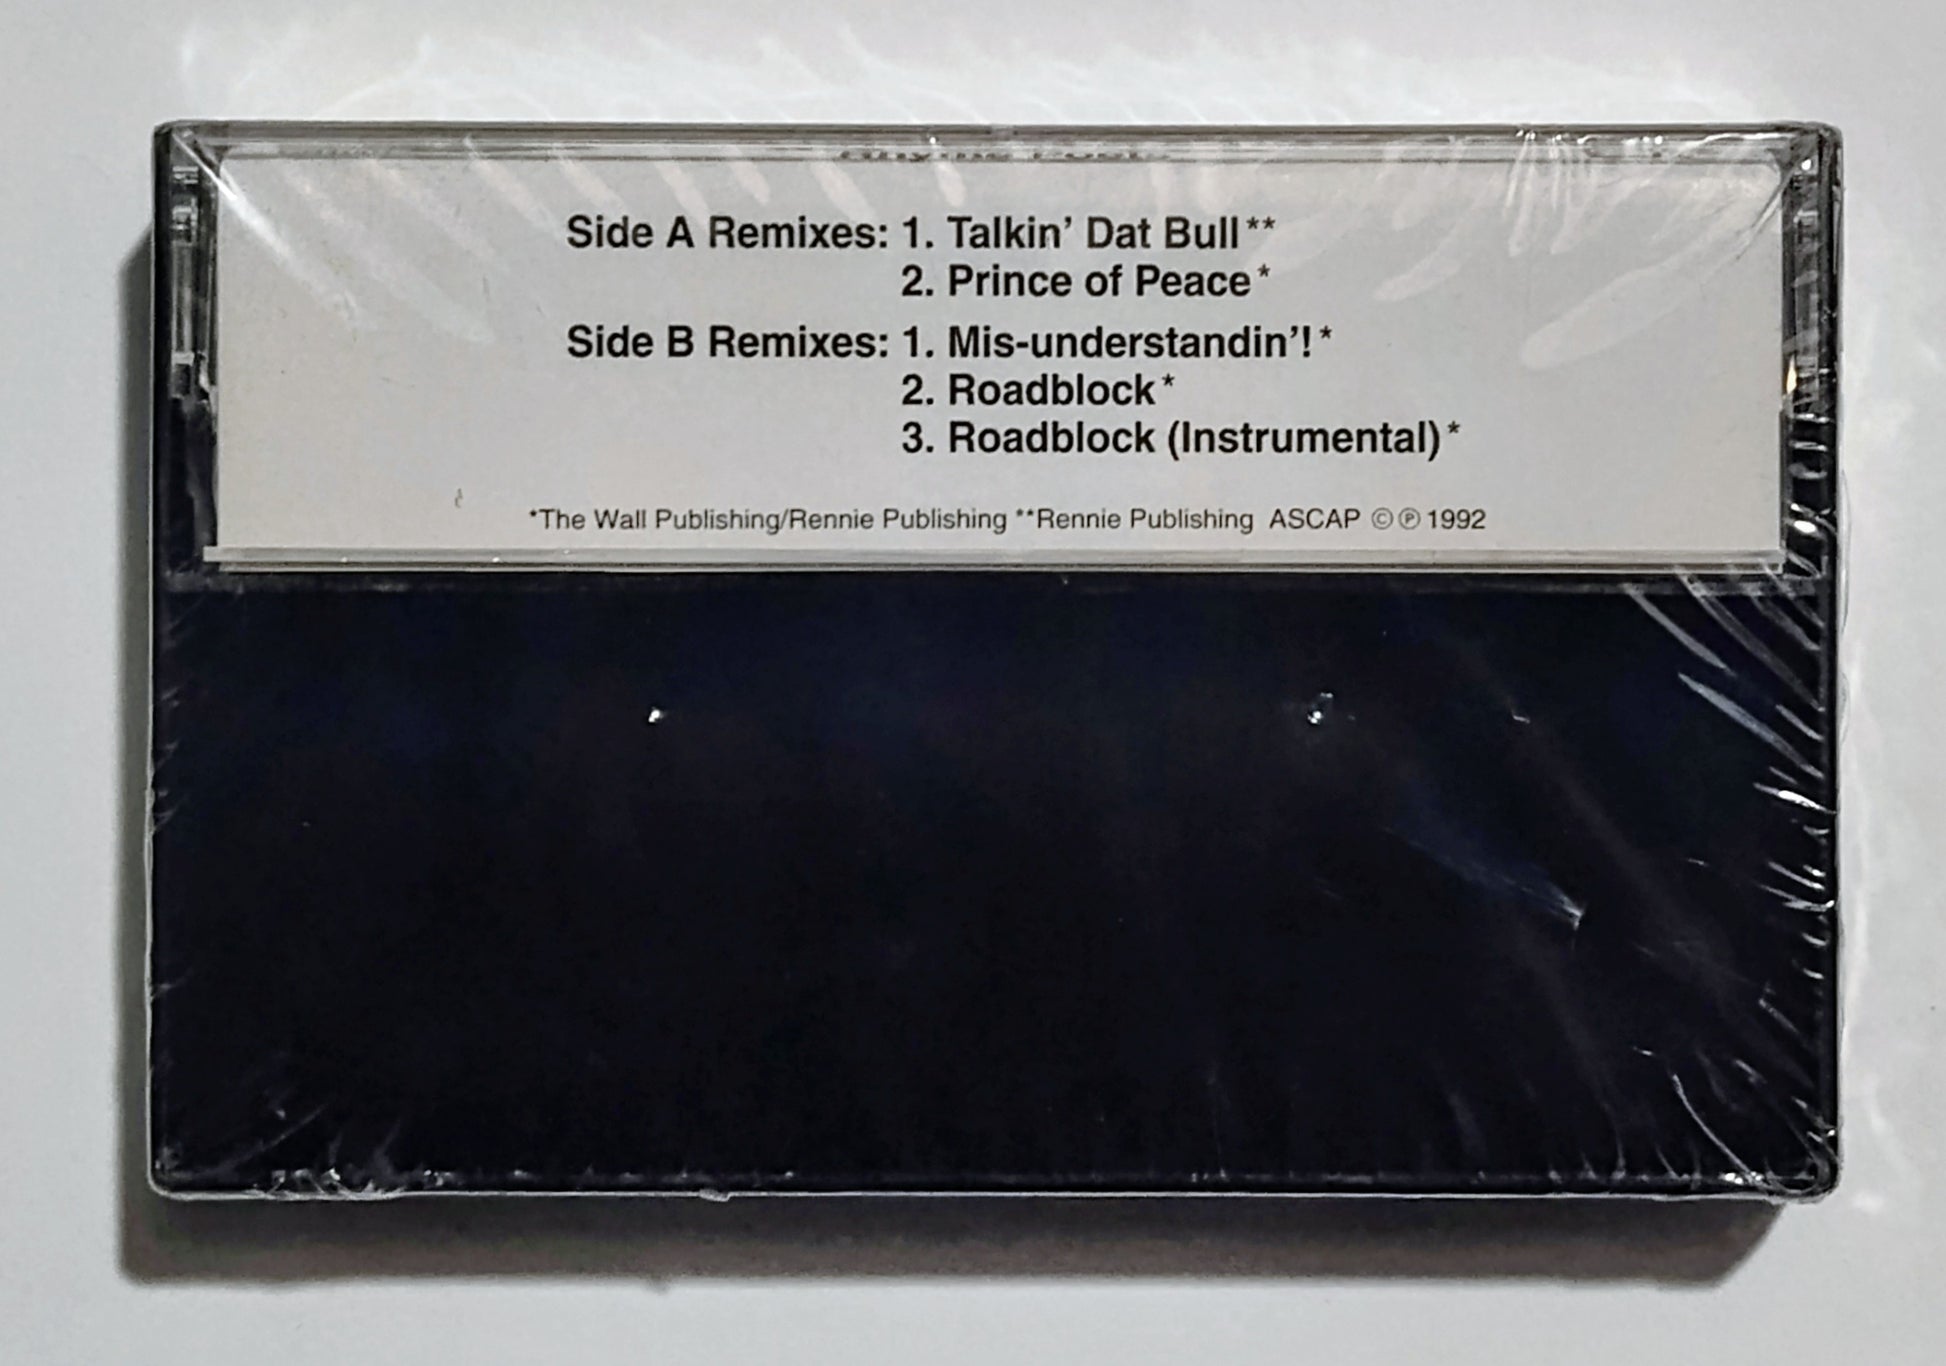 Side A Remixes: 1. Talkin’ Dat Bull**
2. Prince of Peace*
Side B Remixes: 1. Mis-understandin’!*
2. Roadblock*
3. Roadblock (Instrumental)*
*The Wall Publishing/Rennie Publishing **Rennie Publishing ASCAP ©℗ 1992